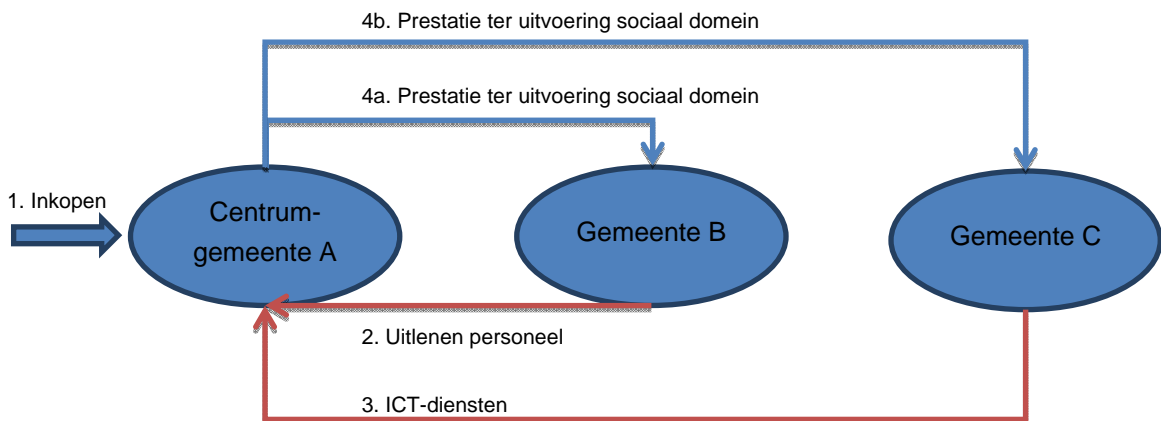 4b. Prestatie ter uitvoering sociaal domein
4a. Prestatie ter uitvoering sociaal domein
1. Inkopen
Centrum-
gemeente A
Gemeente B
Gemeente C
2. Uitlenen personeel
3. ICT-diensten